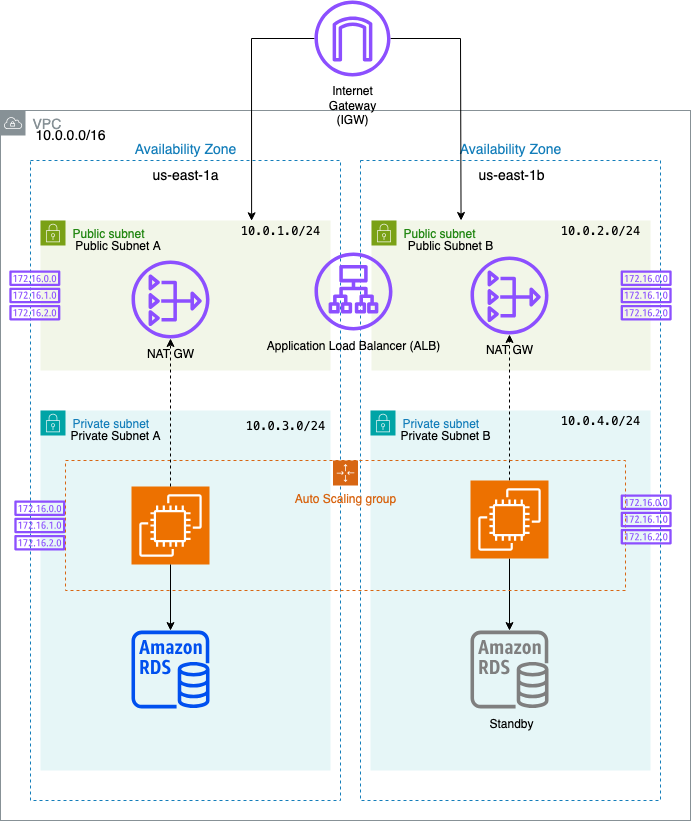 Internet
Gateway
(IGW)
VPC
10.0.0.0/16
Availability Zone
us-east-1a
Availability Zone
us-east-1b
Public subnet
Public Subnet A
10.0.1.0/24
Public subnet
Public Subnet B
10.0.2.0/24
172.16.0.0
172.16.1.0
172.16.2.0
172.16.0.0
172.16.1.0
172.16.2.0
NAT GW
Application Load Balancer (ALB)
NAT GW
Private subnet
Private Subnet A
10.0.3.0/24
Private subnet
Private Subnet B
10.0.4.0/24
Auto Scaling group
172.16.0.0
172.16.1.0
172.16.2.0
172.16.0.0
172.16.1.0
172.16.2.0
Amazon
RDS
Amazon
RDS
Standby